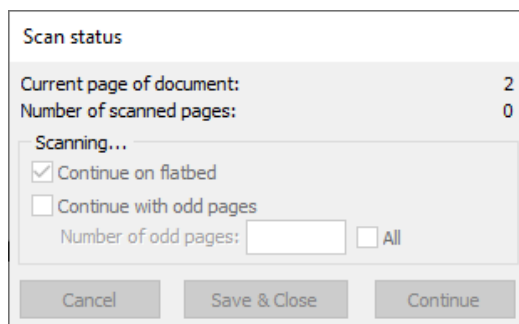 Scan status
Current page of document: 2
Number of scanned pages: 0
Scanning...
Continue on flatbed
Continue with odd pages
Number of odd pages: All
Cancel Save & Close Continue